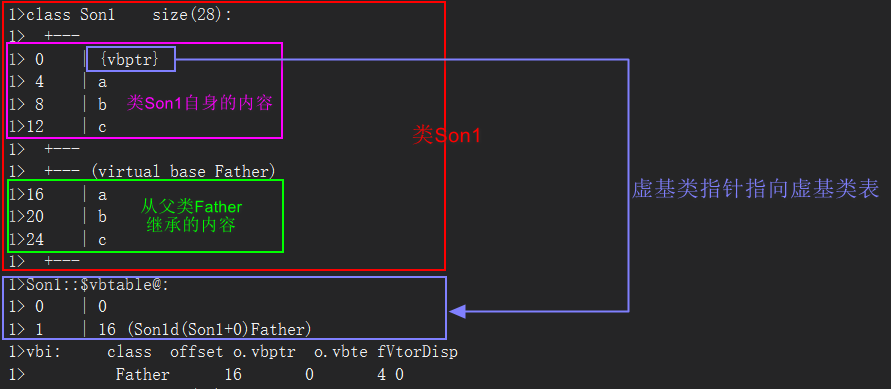 1>class Son1    size(28):
1>  +---
1> 0    | {vbptr}
1> 4    | a
1> 8    | b
1>12    | c
类Son1自身的内容
类Son1
1>  +---
1>  +--- (virtual base Father)
1>16    | a
1>20    | b
1>24    | c
从父类Father
继承的内容
1>  +---
虚基类指针指向虚基类表
1>Son1::$vbtable@:
1> 0    | 0
1> 1    | 16 (Son1d(Son1+0)Father)
1>vbi:     class  offset o.vbptr  o.vbte fVtorDisp
1>          Father      16       0       4 0